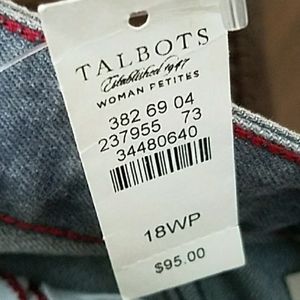 TALBOTS
Established 1947
WOMAN PETITES
382 69 04
237955 73
34480640
18WP
$95.00